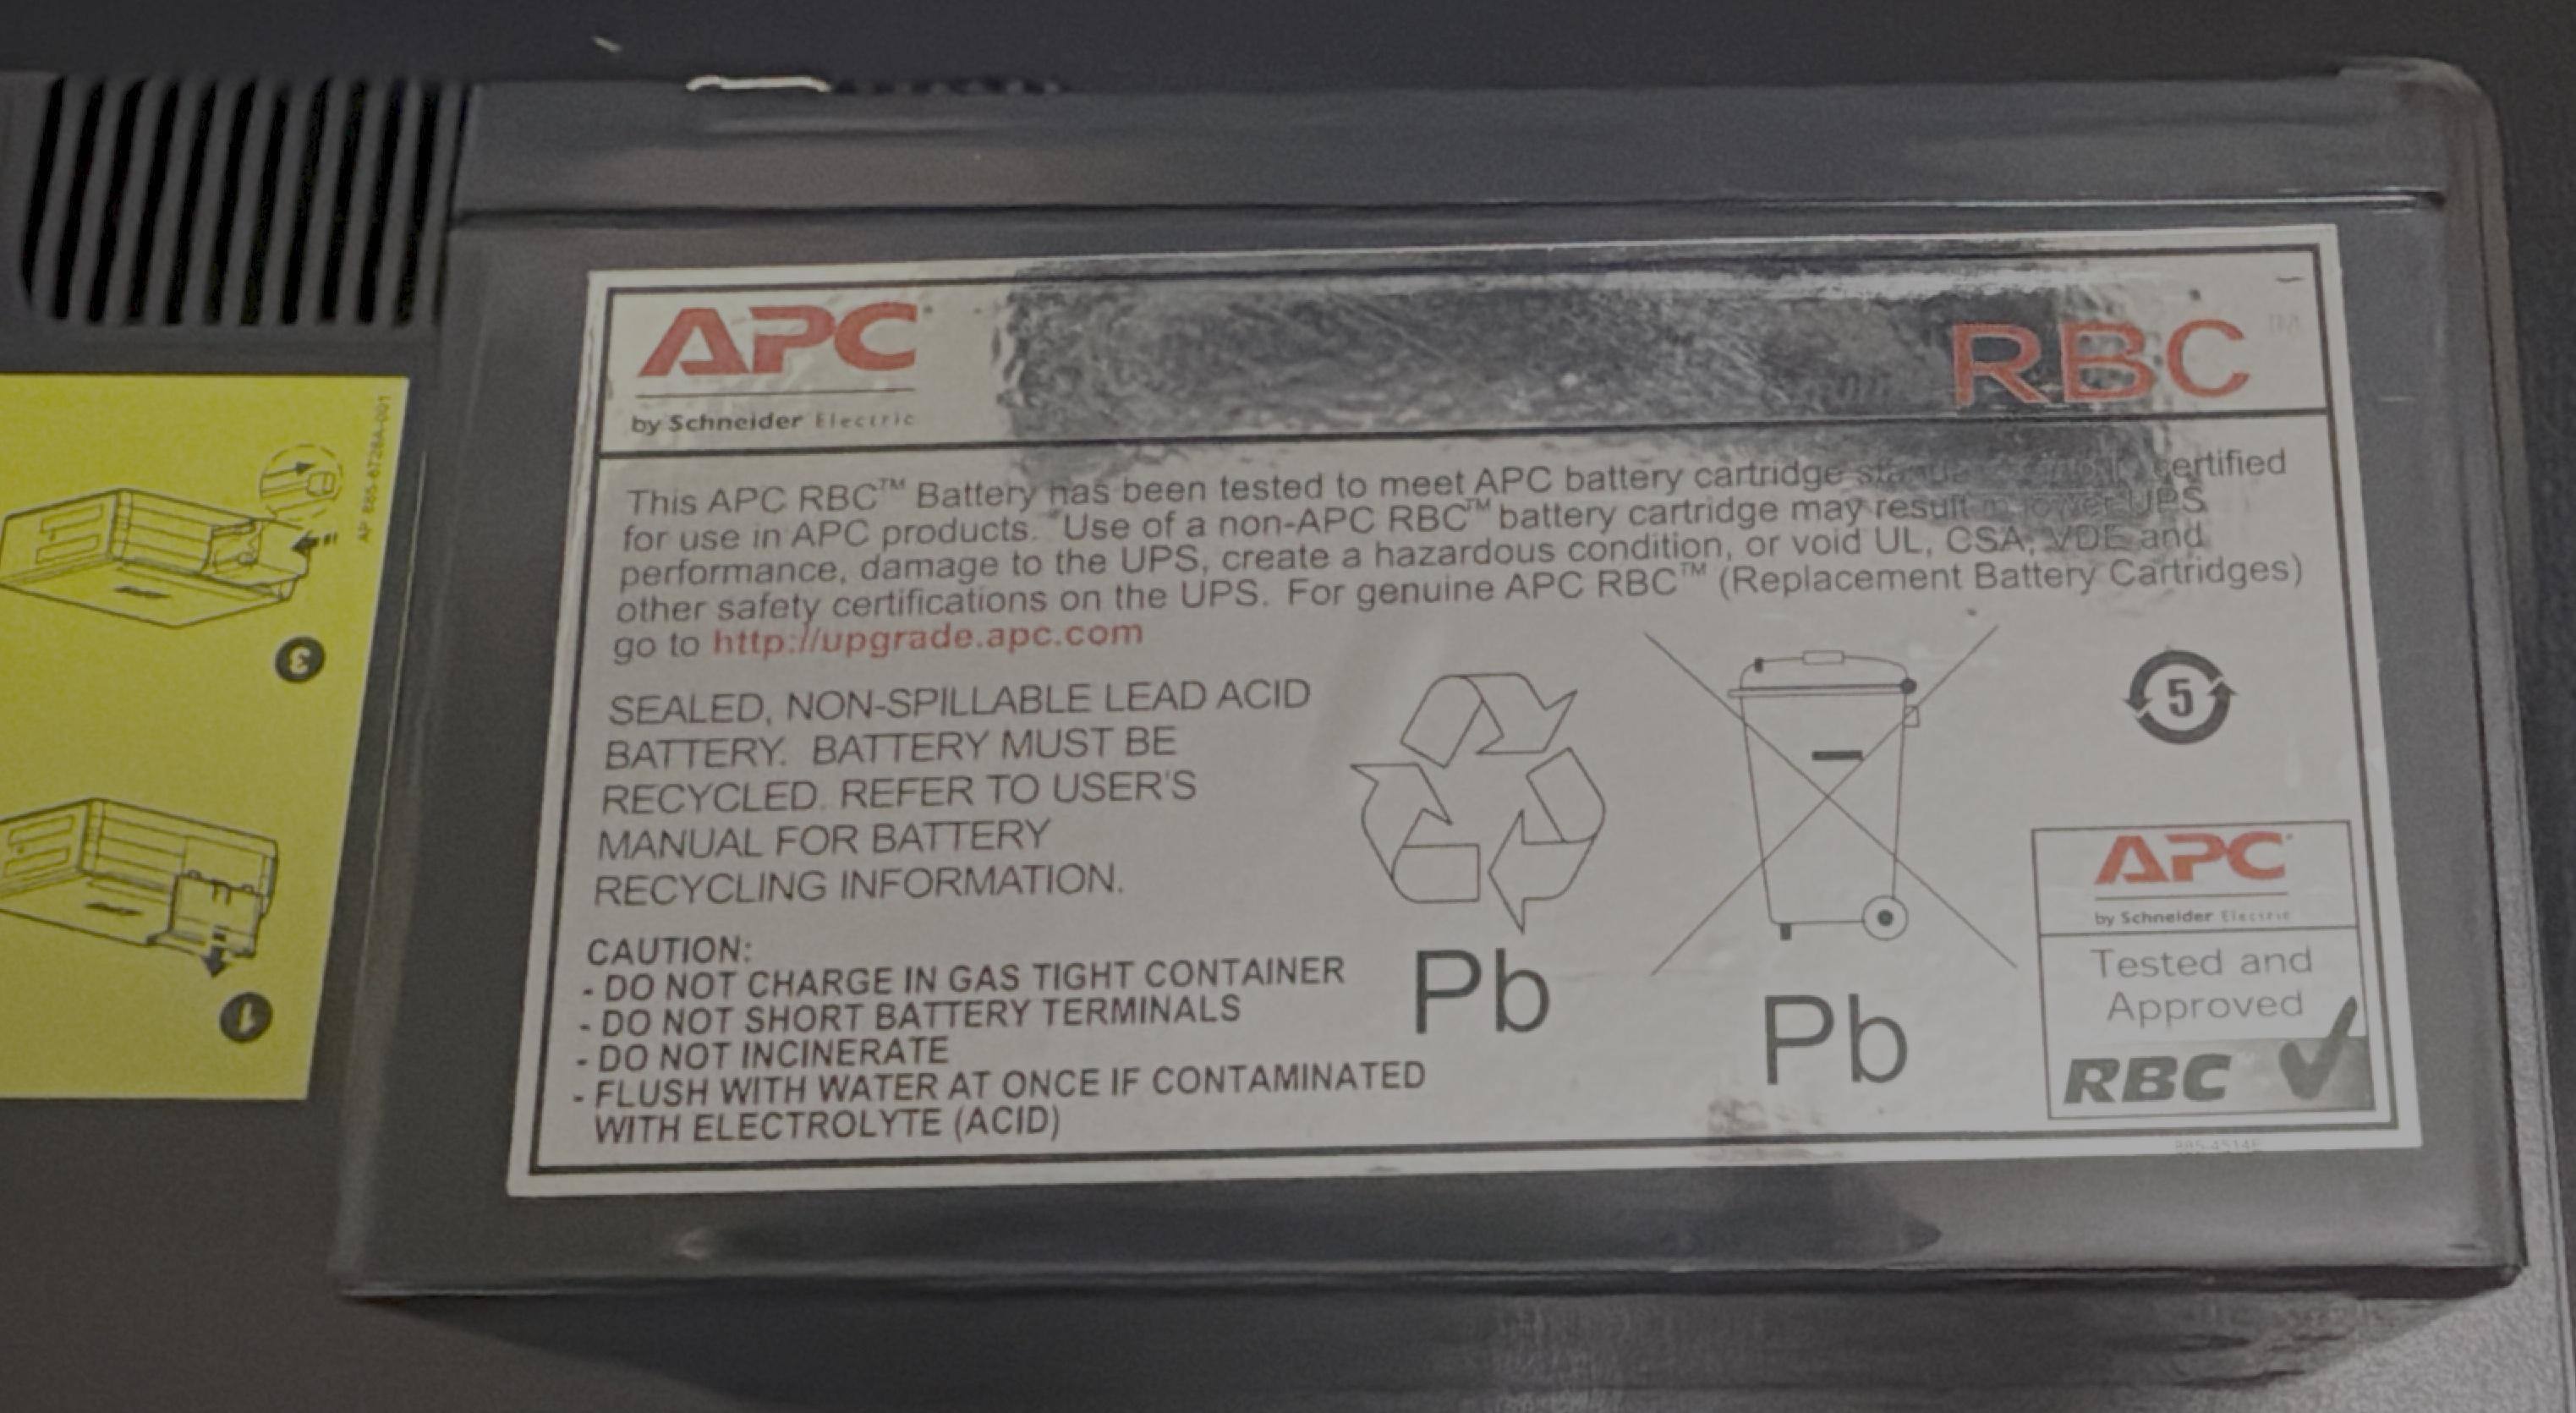 APC
by Schneider Electric
RBC
This APC RBC™ Battery has been tested to meet APC battery cartridge certified
for use in APC products. Use of a non-APC RBC™ battery cartridge may result in lower UPS
performance, damage to the UPS, create a hazardous condition, or void UL, CSA, VDE and
other safety certifications on the UPS. For genuine APC RBC™ (Replacement Battery Cartridges)
go to http://upgrade.apc.com
SEALED, NON-SPILLABLE LEAD ACID
BATTERY. BATTERY MUST BE
RECYCLED. REFER TO USER'S
MANUAL FOR BATTERY
RECYCLING INFORMATION.
CAUTION:
- DO NOT CHARGE IN GAS TIGHT CONTAINER
- DO NOT SHORT BATTERY TERMINALS
- DO NOT INCINERATE
- FLUSH WITH WATER AT ONCE IF CONTAMINATED
WITH ELECTROLYTE (ACID)
Pb
Pb
5
APC
by Schneider Electric
Tested and
Approved
RBC
3
1